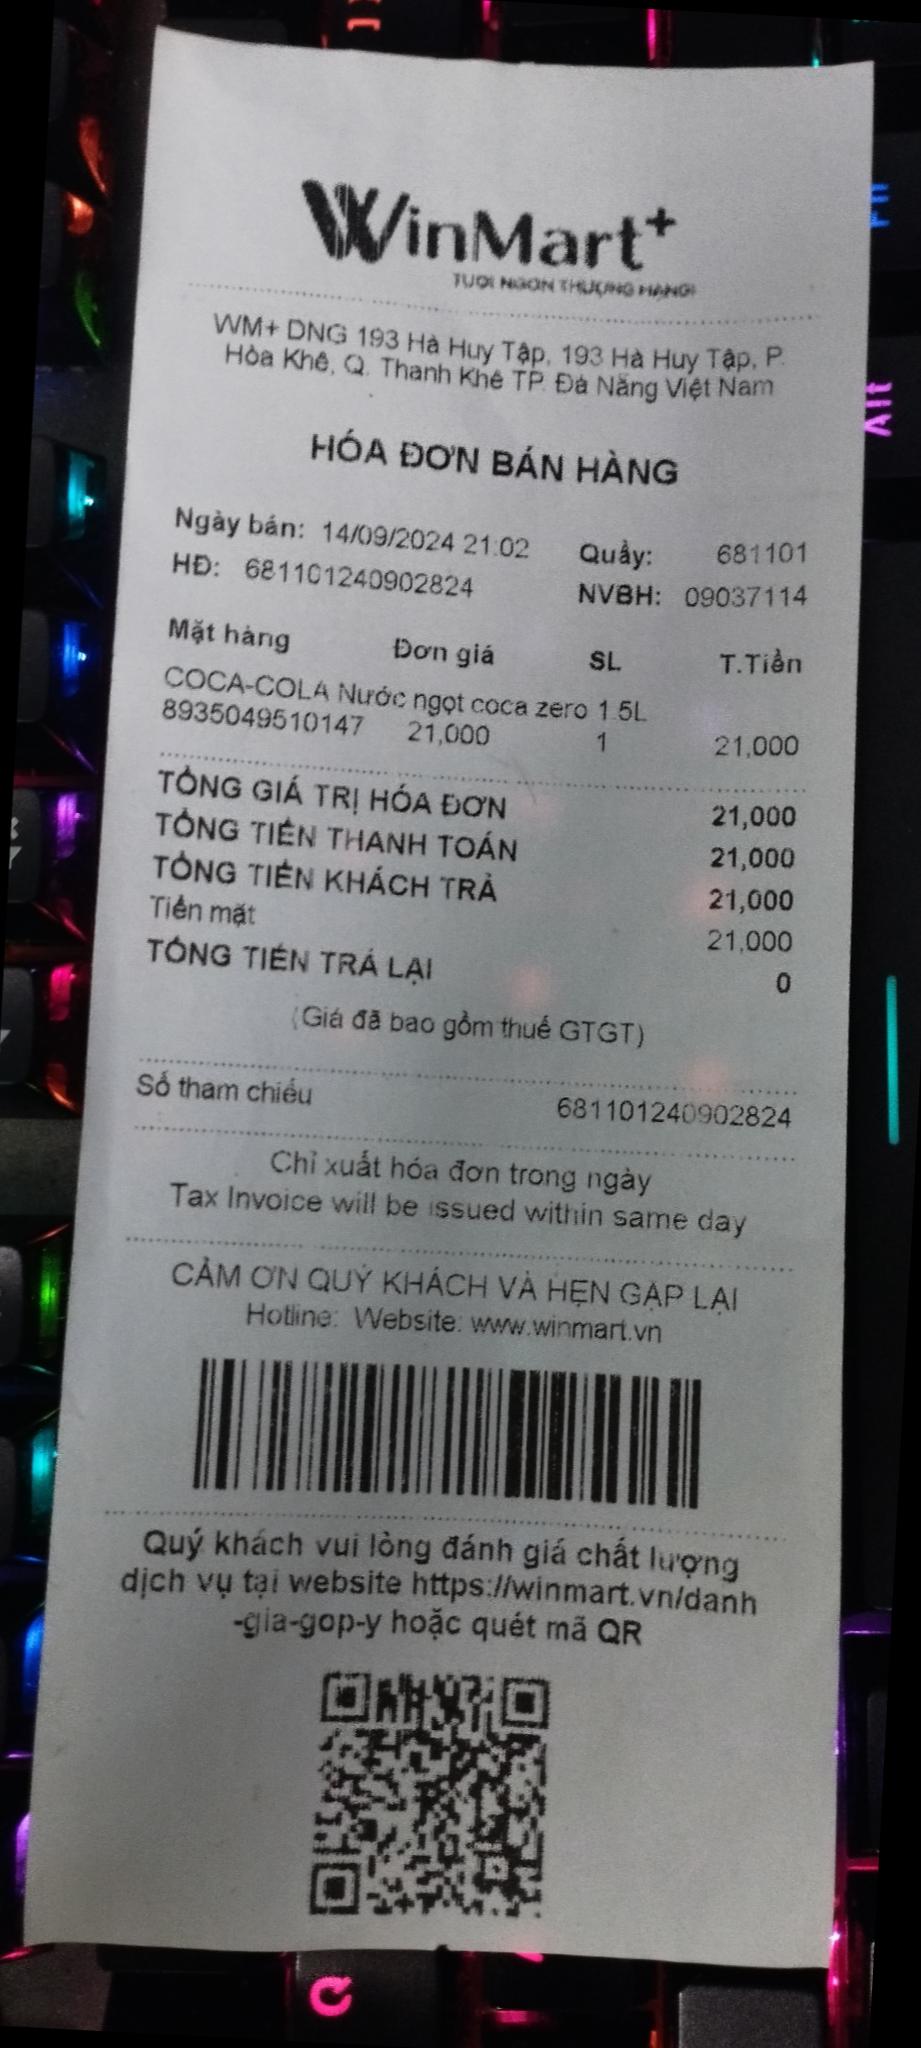 WinMart+
TƯƠI NGON THƯỢNG HẠNG!
WM+ DNG 193 Hà Huy Tập, 193 Hà Huy Tập, P.
Hòa Khê, Q. Thanh Khê TP. Đà Nẵng Việt Nam
HÓA ĐƠN BÁN HÀNG
Ngày bán: 14/09/2024 21:02 Quầy: 681101
HĐ: 681101240902824 NVBH: 09037114
Mặt hàng Đơn giá SL T.Tiền
COCA-COLA Nước ngọt coca zero 1.5L
8935049510147 21,000 1 21,000
TỔNG GIÁ TRỊ HÓA ĐƠN 21,000
TỔNG TIỀN THANH TOÁN 21,000
TỔNG TIỀN KHÁCH TRẢ 21,000
Tiền mặt 21,000
TỔNG TIỀN TRẢ LẠI 0
(Giá đã bao gồm thuế GTGT)
Số tham chiếu 681101240902824
Chỉ xuất hóa đơn trong ngày
Tax Invoice will be issued within same day
CẢM ƠN QUÝ KHÁCH VÀ HẸN GẶP LẠI
Hotline: Website: www.winmart.vn
Quý khách vui lòng đánh giá chất lượng
dịch vụ tại website https://winmart.vn/danh
-gia-gop-y hoặc quét mã QR
Fn
Alt